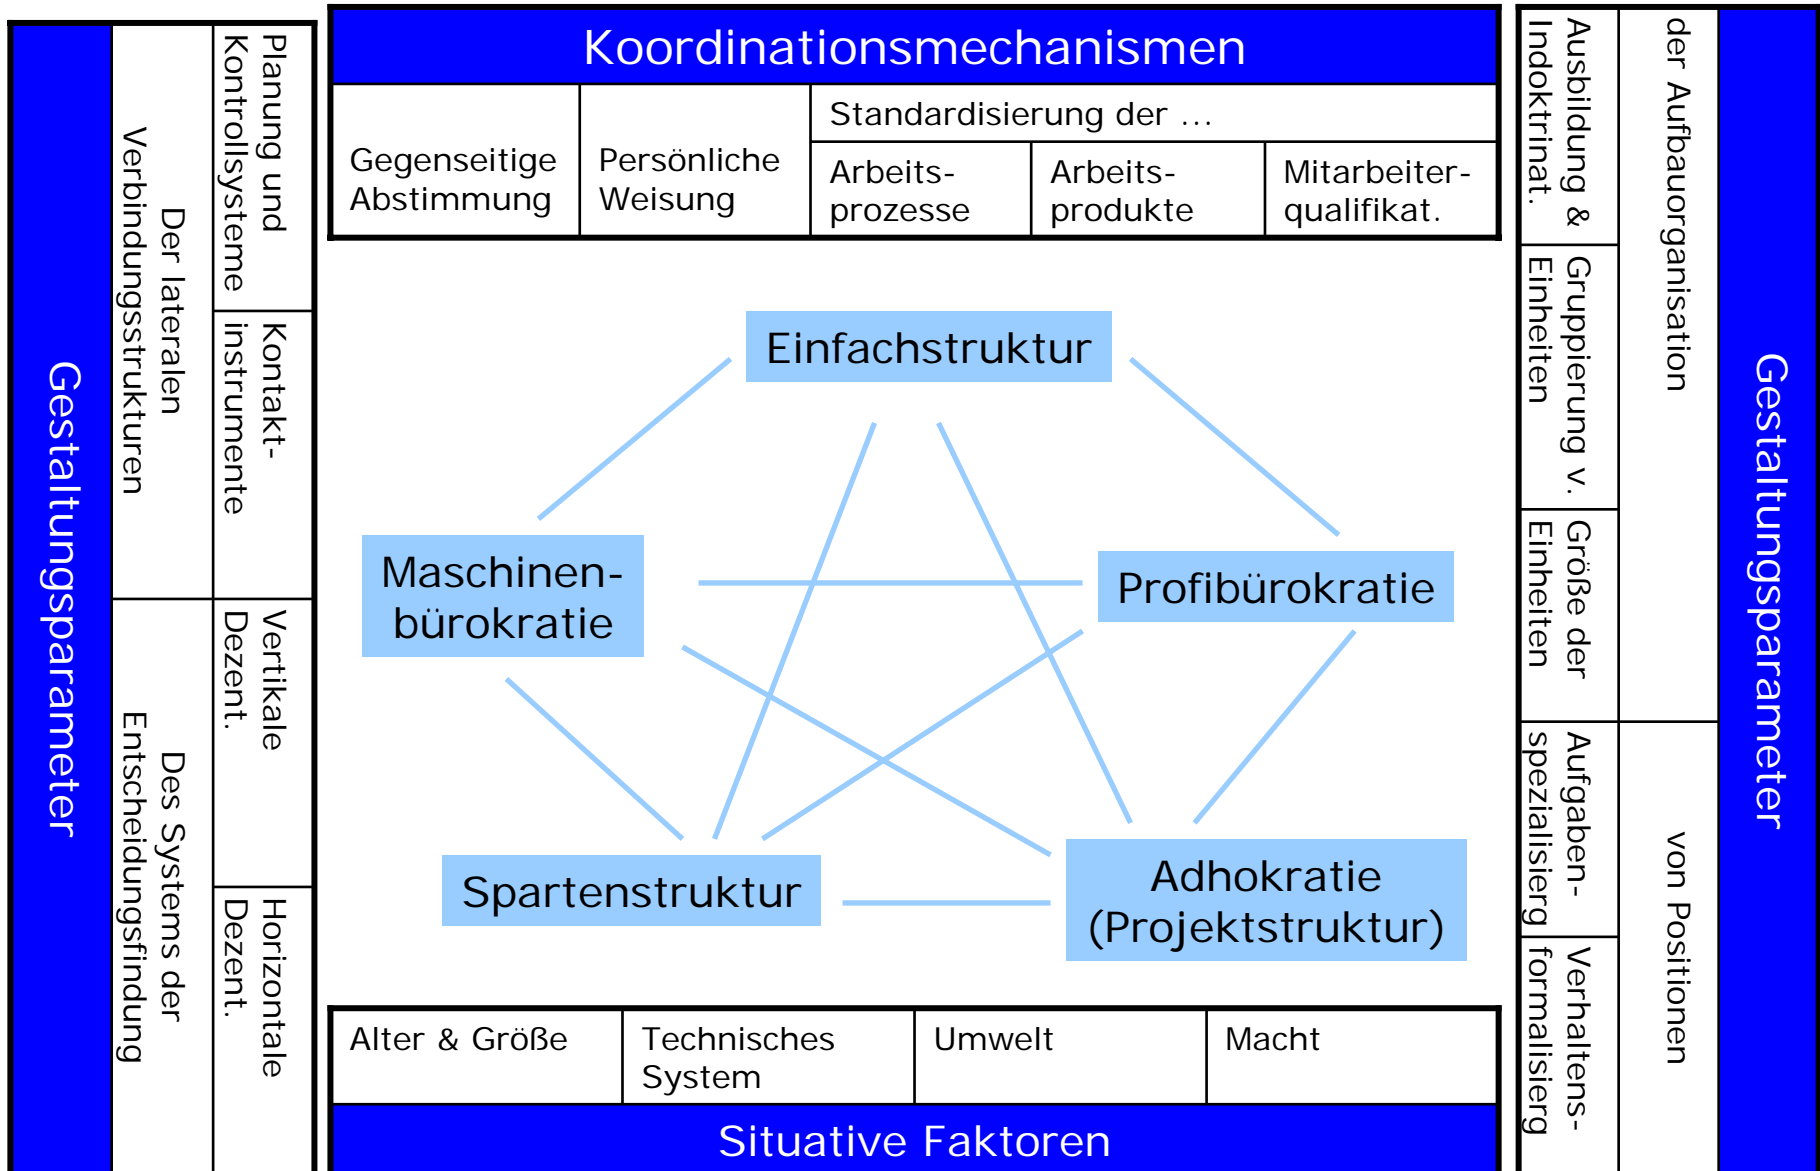 Koordinationsmechanismen
Gegenseitige
Abstimmung
Persönliche
Weisung
Standardisierung der ...
Arbeits-
prozesse
Arbeits-
produkte
Mitarbeiter-
qualifikat.
Gestaltungsparameter
Der lateralen
Verbindungsstrukturen
Planung und
Kontrollsysteme
Kontakt-
instrumente
Des Systems der
Entscheidungsfindung
Vertikale
Dezent.
Horizontale
Dezent.
Einfachstruktur
Maschinen-
bürokratie
Profibürokratie
Spartenstruktur
Adhokratie
(Projektstruktur)
Gestaltungsparameter
der Aufbauorganisation
Ausbildung &
Indoktrinat.
Gruppierung v.
Einheiten
Größe der
Einheiten
von Positionen
Aufgaben-
spezialisierg
Verhaltens-
formalisierg
Alter & Größe
Technisches
System
Umwelt
Macht
Situative Faktoren